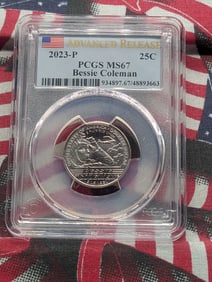 ADVANCED RELEASE
2023-P 25C
PCGS MS67
Bessie Coleman
934897.67/48893663